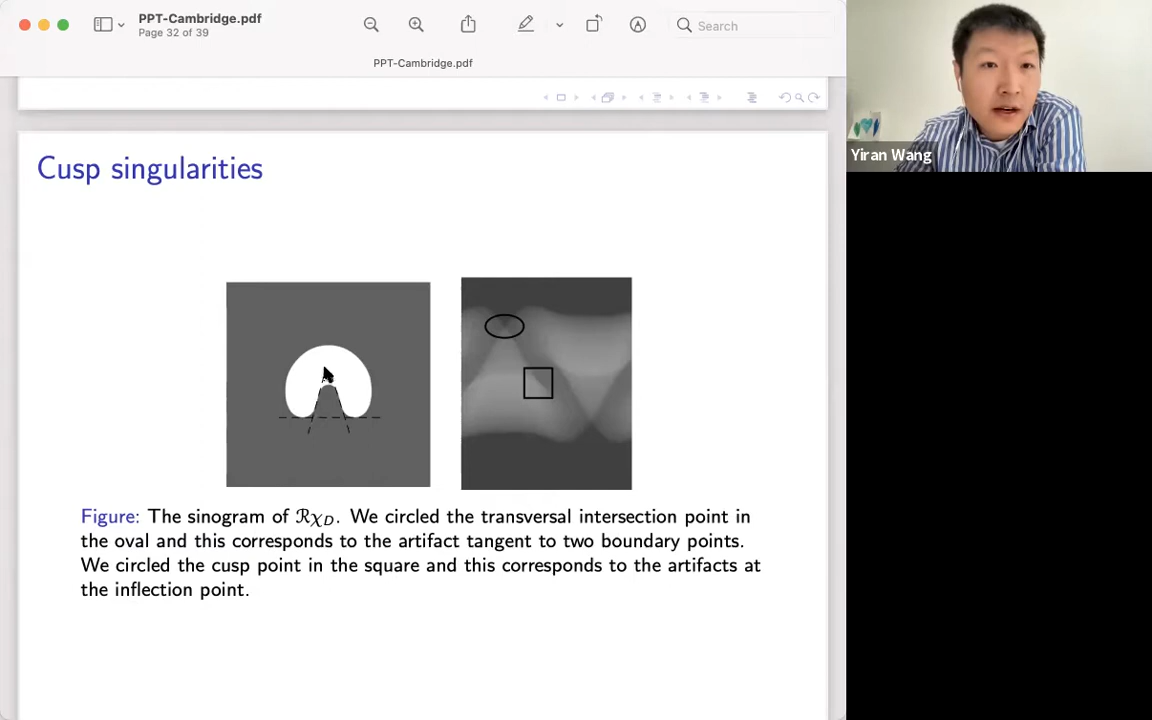 PPT-Cambridge.pdf
Page 32 of 39
Search
PPT-Cambridge.pdf
Yiran Wang
Cusp singularities
Figure: The sinogram of ℛχ_D. We circled the transversal intersection point in
the oval and this corresponds to the artifact tangent to two boundary points.
We circled the cusp point in the square and this corresponds to the artifacts at
the inflection point.